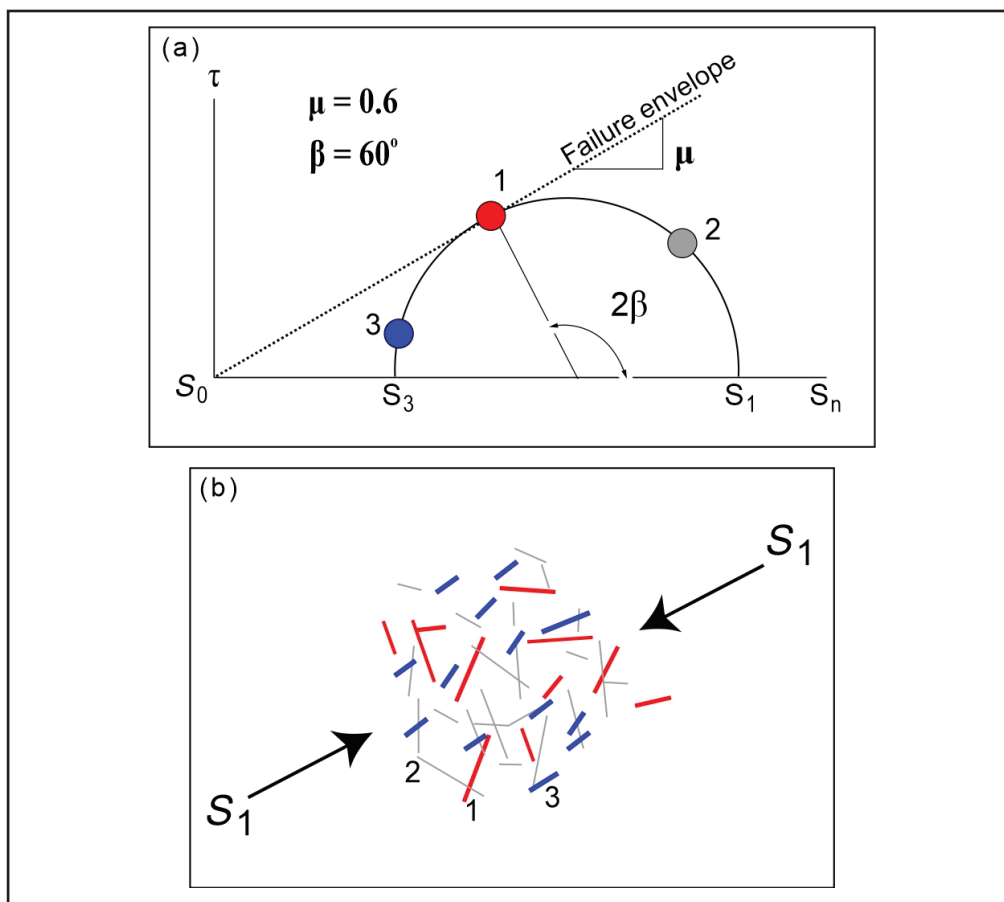 (a)
τ
μ = 0.6
β = 60°
Failure envelope
μ
1
2
3
2β
S₀
S₃
S₁
Sₙ
(b)
S₁
S₁
2
1
3